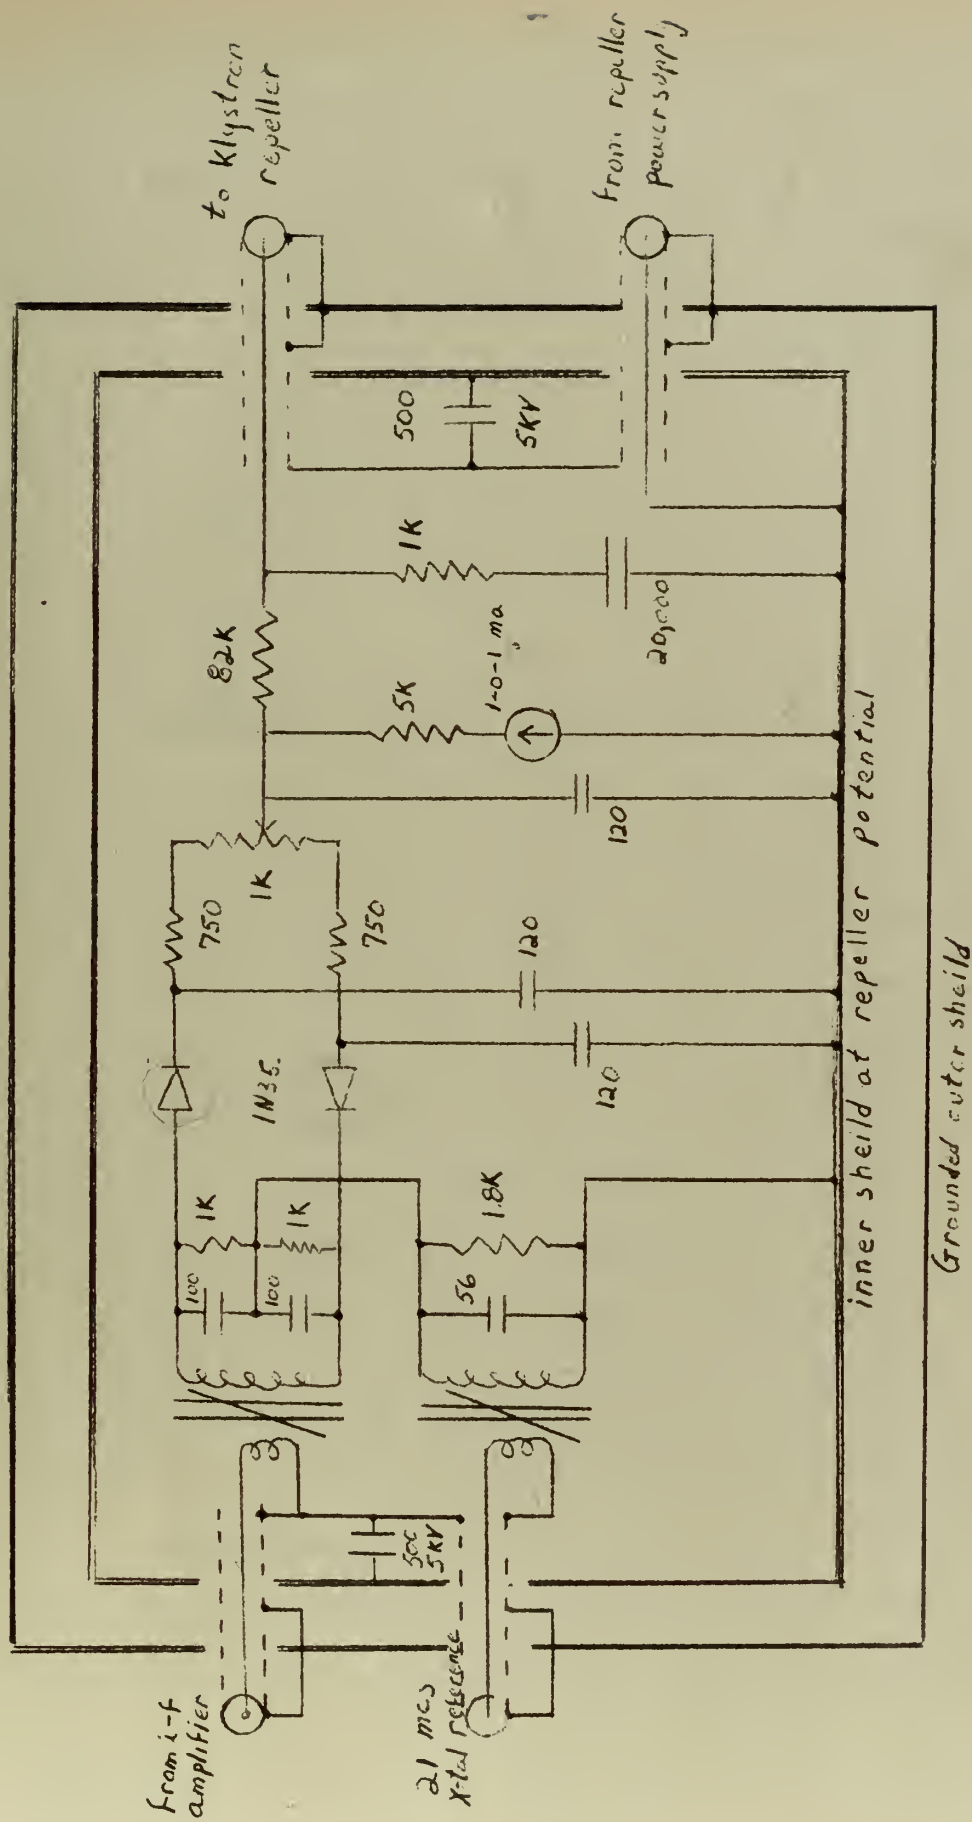 From i-f
amplifier
21 mcs
x-tal reference
500
5KV
100
100
1K
1K
56
1.8K
1N35
750
750
1K
120
120
120
82K
5K
1-0-1 ma
1K
20,000
500
5KV
to Klystron
repeller
From repeller
power supply
inner sheild at repeller potential
Grounded outer sheild